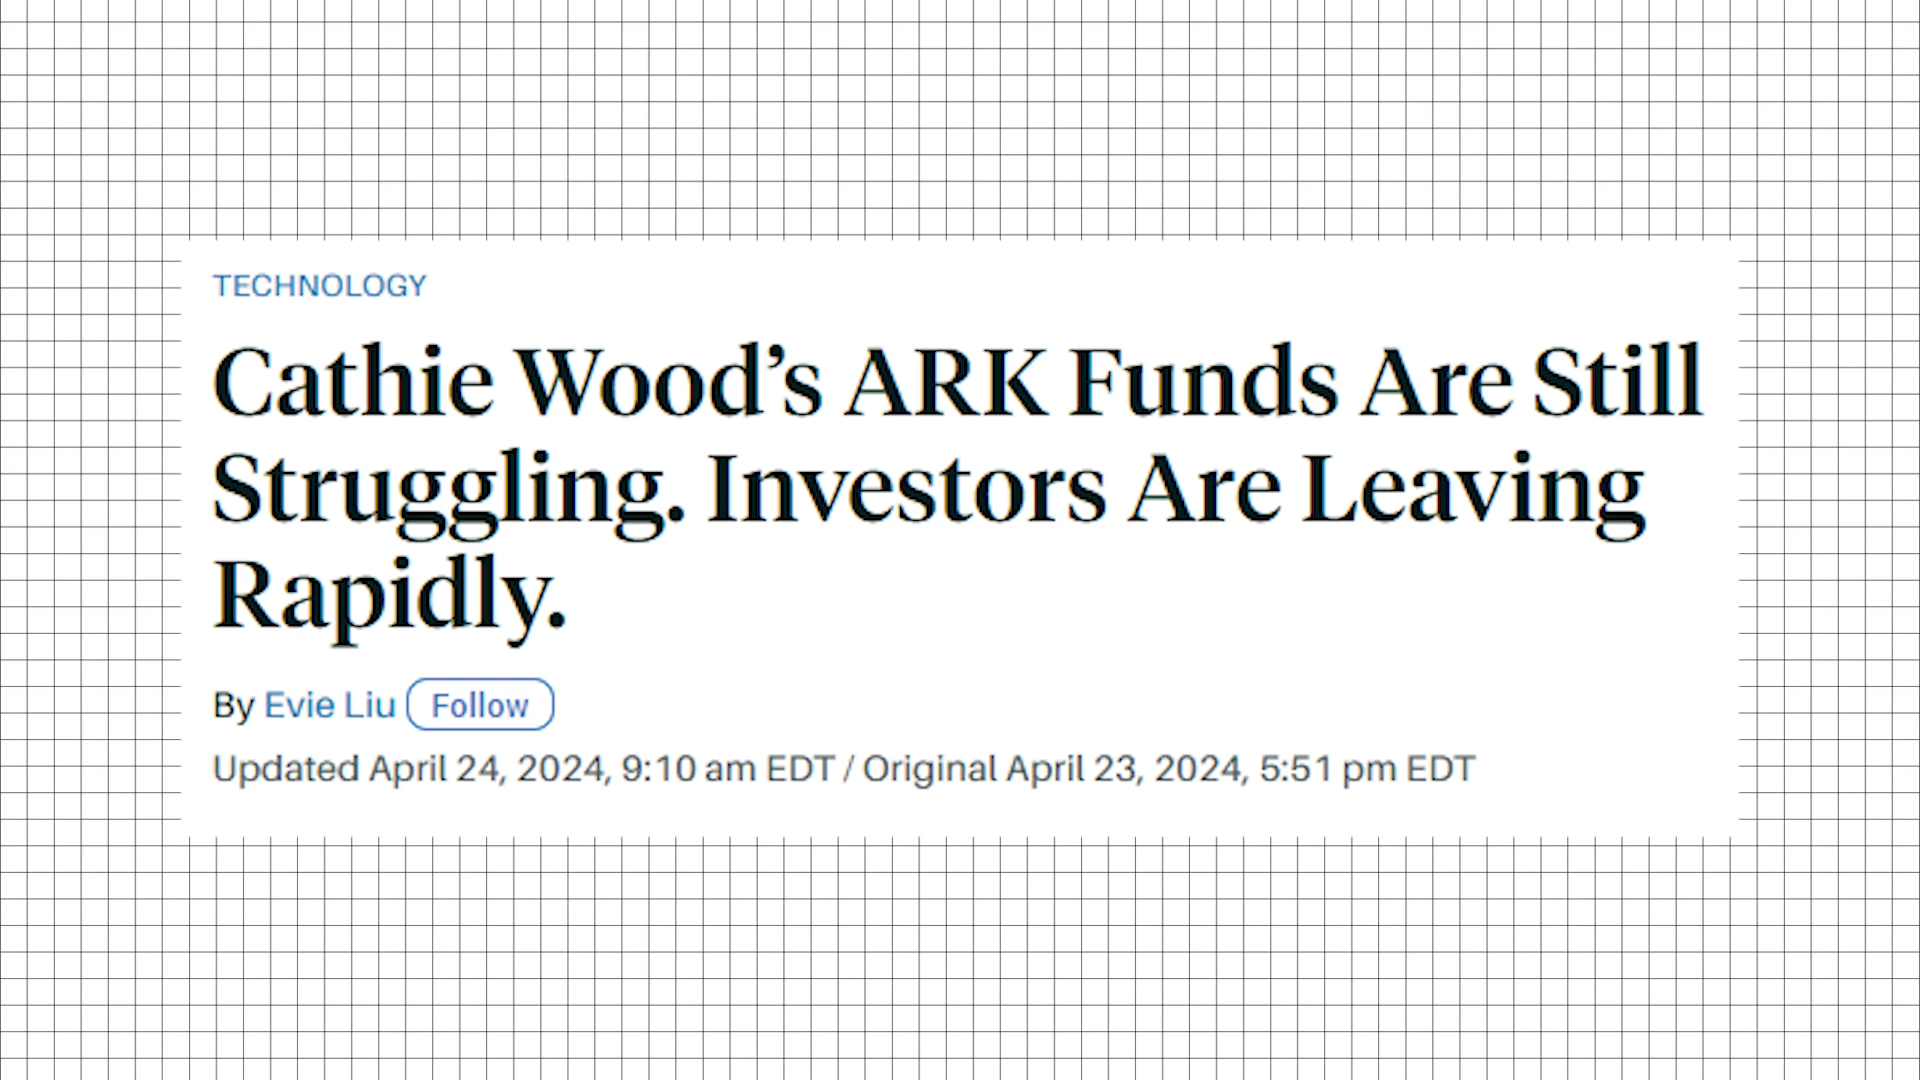 TECHNOLOGY
Cathie Wood’s ARK Funds Are Still
Struggling. Investors Are Leaving
Rapidly.
By Evie Liu Follow
Updated April 24, 2024, 9:10 am EDT / Original April 23, 2024, 5:51 pm EDT